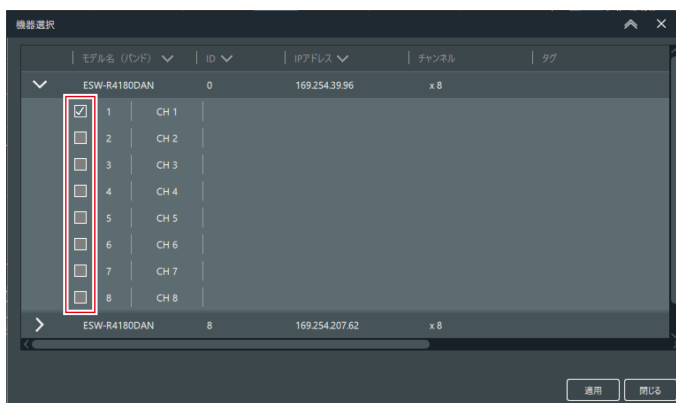 機器選択
モデル名（バンド） ID IPアドレス チャンネル タグ
ESW-R4180DAN 0 169.254.39.96 x 8
1 CH 1
2 CH 2
3 CH 3
4 CH 4
5 CH 5
6 CH 6
7 CH 7
8 CH 8
ESW-R4180DAN 8 169.254.207.62 x 8
適用 閉じる